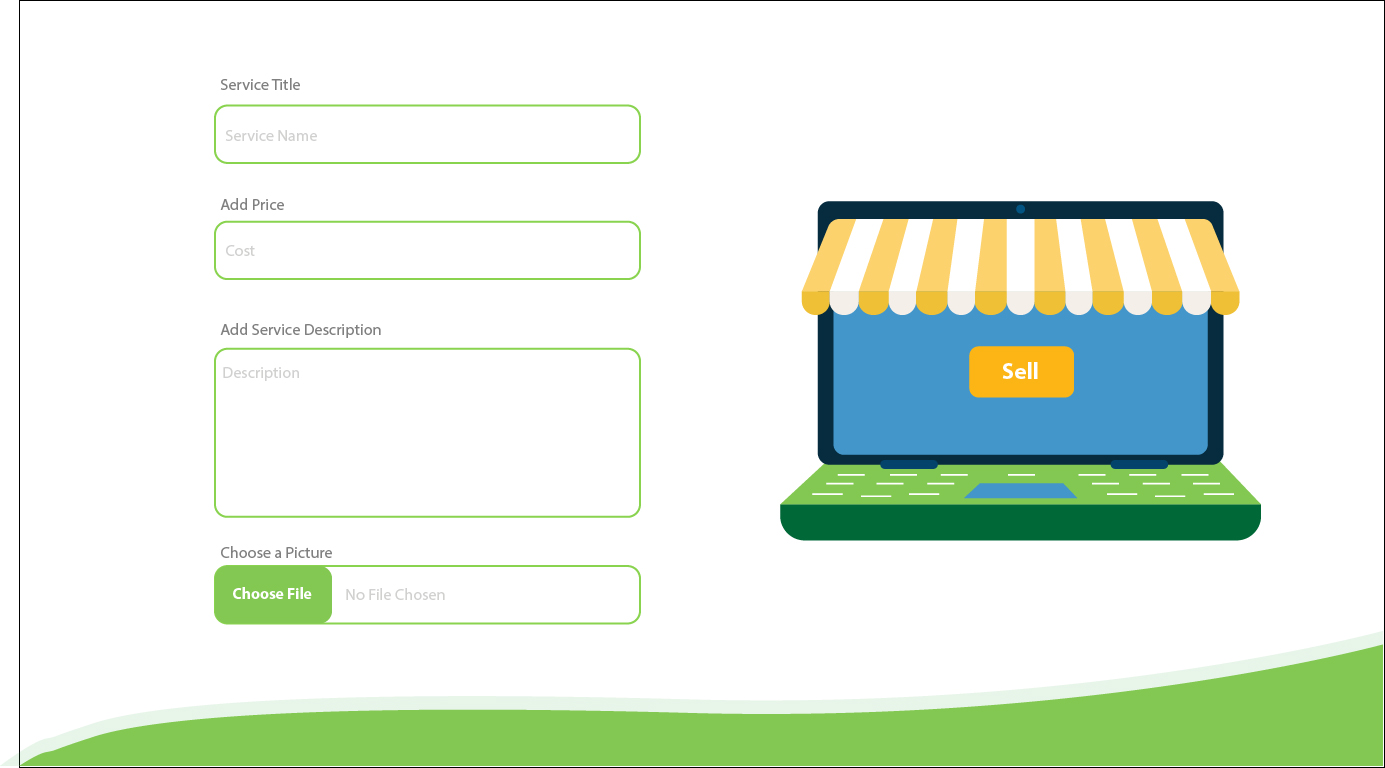 Service Title
Service Name
Add Price
Cost
Add Service Description
Description
Choose a Picture
Choose File
No File Chosen
Sell